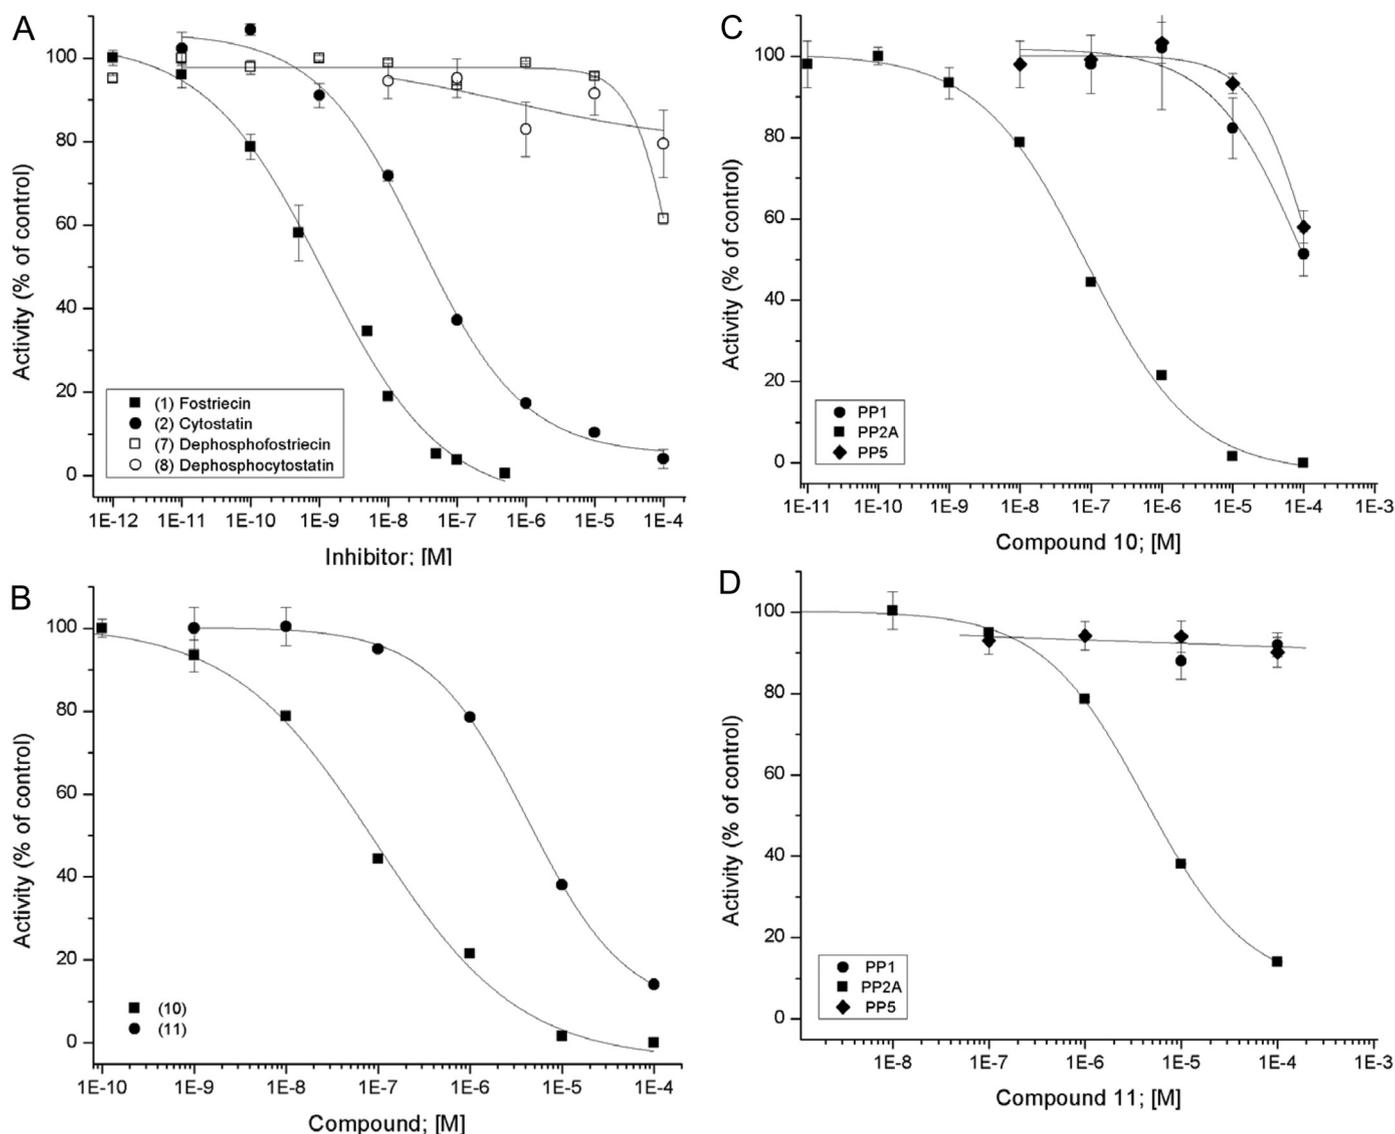 A
Activity (% of control)
100
80
60
40
20
0
(1) Fostriecin
(2) Cytostatin
(7) Dephosphofostriecin
(8) Dephosphocytostatin
1E-12 1E-11 1E-10 1E-9 1E-8 1E-7 1E-6 1E-5 1E-4
Inhibitor; [M]
C
Activity (% of control)
100
80
60
40
20
0
PP1
PP2A
PP5
1E-11 1E-10 1E-9 1E-8 1E-7 1E-6 1E-5 1E-4 1E-3
Compound 10; [M]
B
Activity (% of control)
100
80
60
40
20
0
(10)
(11)
1E-10 1E-9 1E-8 1E-7 1E-6 1E-5 1E-4
Compound; [M]
D
Activity (% of control)
100
80
60
40
20
0
PP1
PP2A
PP5
1E-8 1E-7 1E-6 1E-5 1E-4 1E-3
Compound 11; [M]